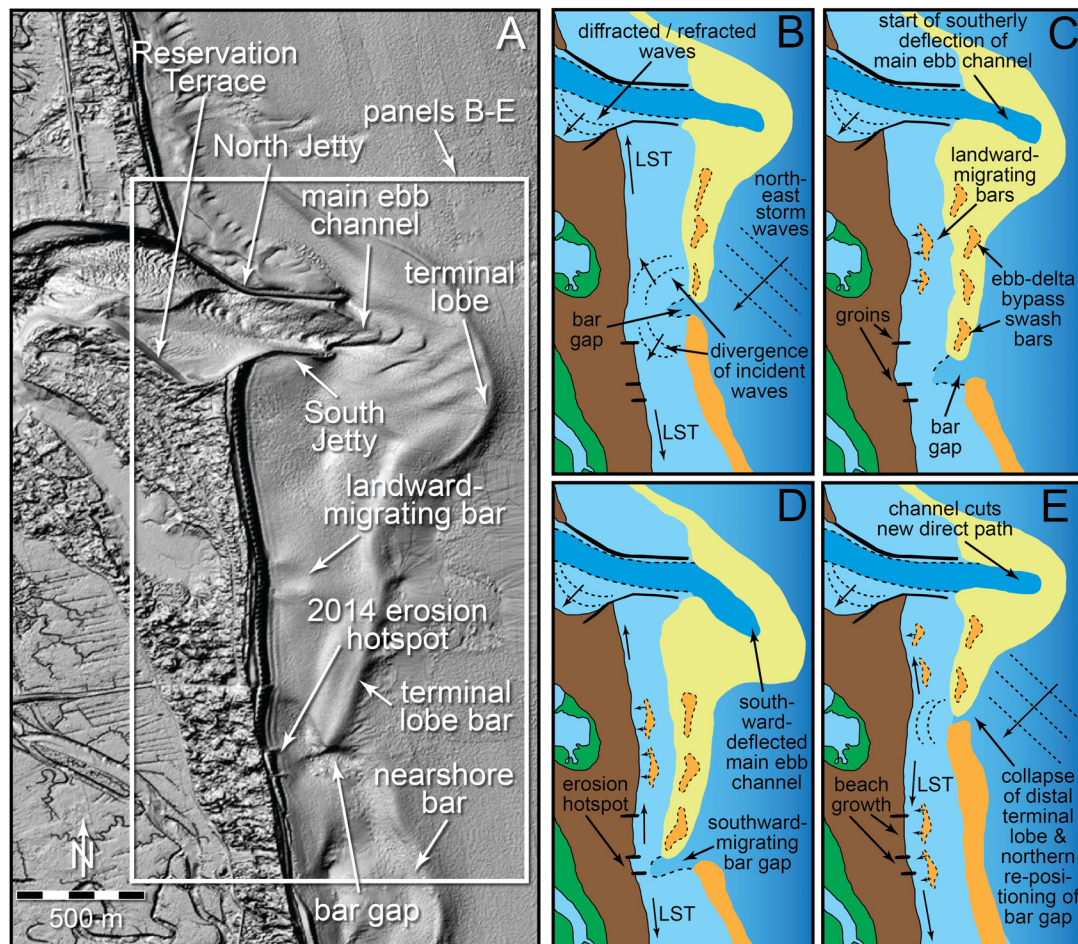 A
Reservation
Terrace
panels B-E
North Jetty
main ebb
channel
terminal
lobe
South
Jetty
landward-
migrating bar
2014 erosion
hotspot
terminal
lobe bar
nearshore
bar
bar gap
N
500 m
B
diffracted / refracted
waves
LST
north-
east
storm
waves
bar
gap
divergence
of incident
waves
LST
C
start of southerly
deflection of
main ebb channel
landward-
migrating
bars
groins
ebb-delta
bypass
swash
bars
bar
gap
D
south-
ward-
deflected
main ebb
channel
erosion
hotspot
southward-
migrating
bar gap
LST
E
channel cuts
new direct path
beach
growth
LST
collapse
of distal
terminal
lobe &
northern
re-posi-
tioning of
bar gap